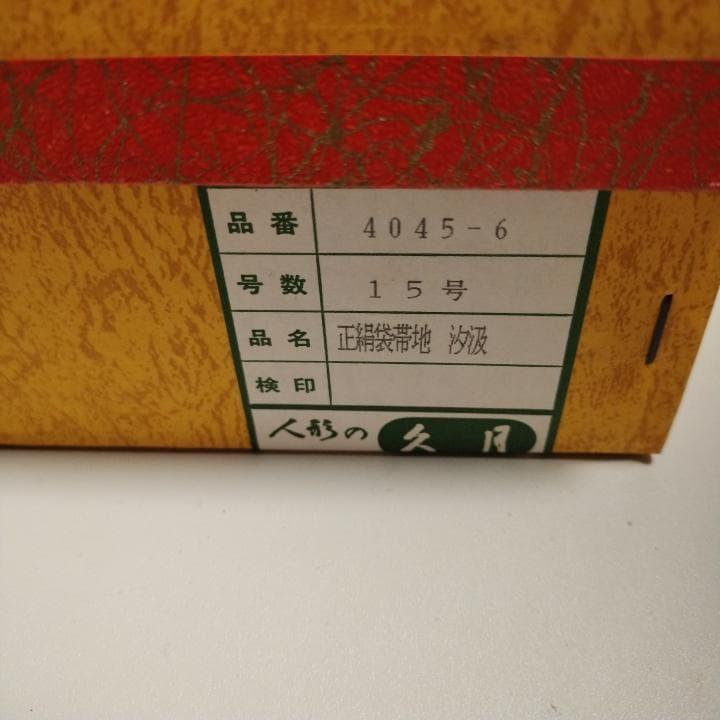 品番 4045-6
号数 15号
品名 正絹袋帯地 汐汲
検印
人形の久月